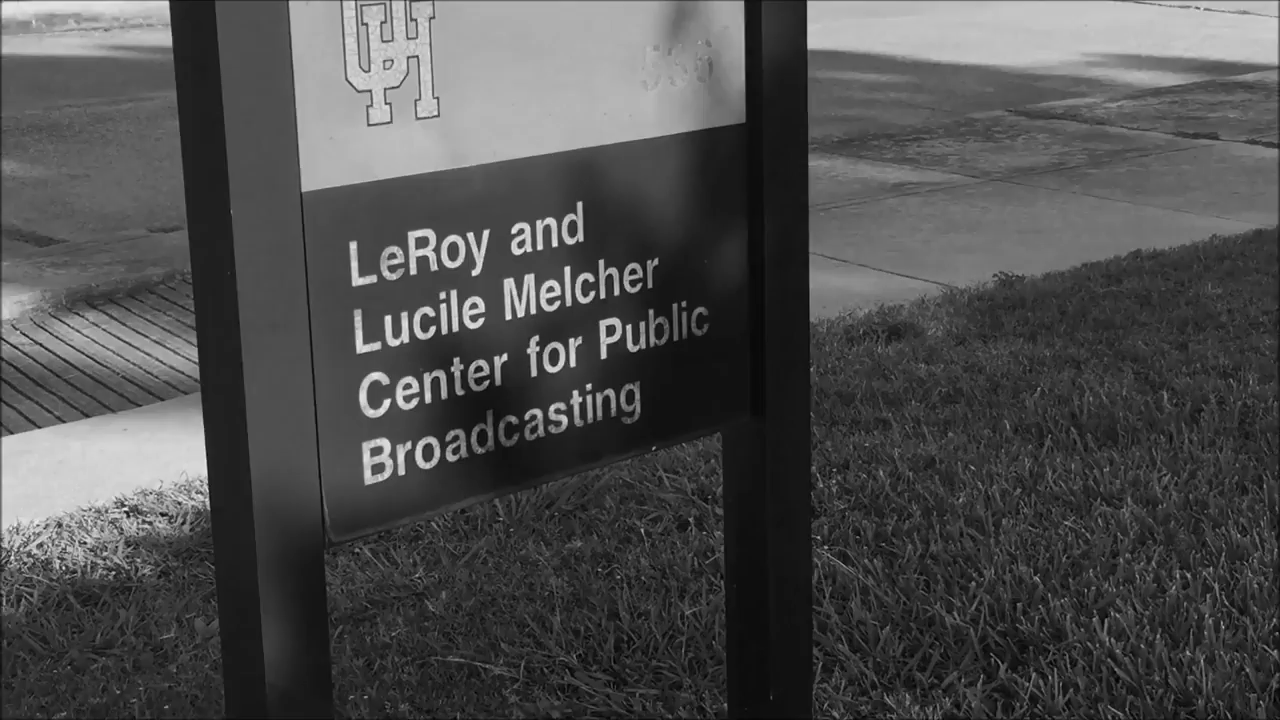 UH
LeRoy and
Lucile Melcher
Center for Public
Broadcasting